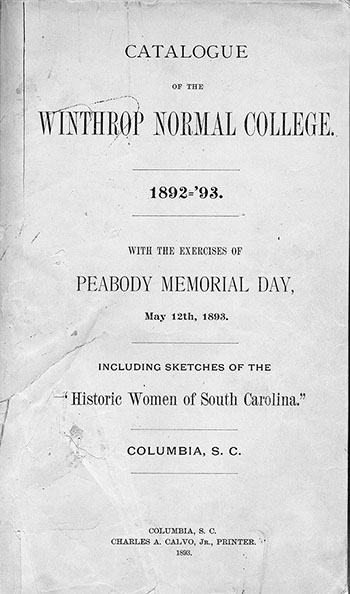 CATALOGUE
OF THE
WINTHROP NORMAL COLLEGE.
1892='93.
WITH THE EXERCISES OF
PEABODY MEMORIAL DAY,
May 12th, 1893.
INCLUDING SKETCHES OF THE
"Historic Women of South Carolina."
COLUMBIA, S. C.
COLUMBIA, S. C.
CHARLES A. CALVO, JR., PRINTER.
1893.